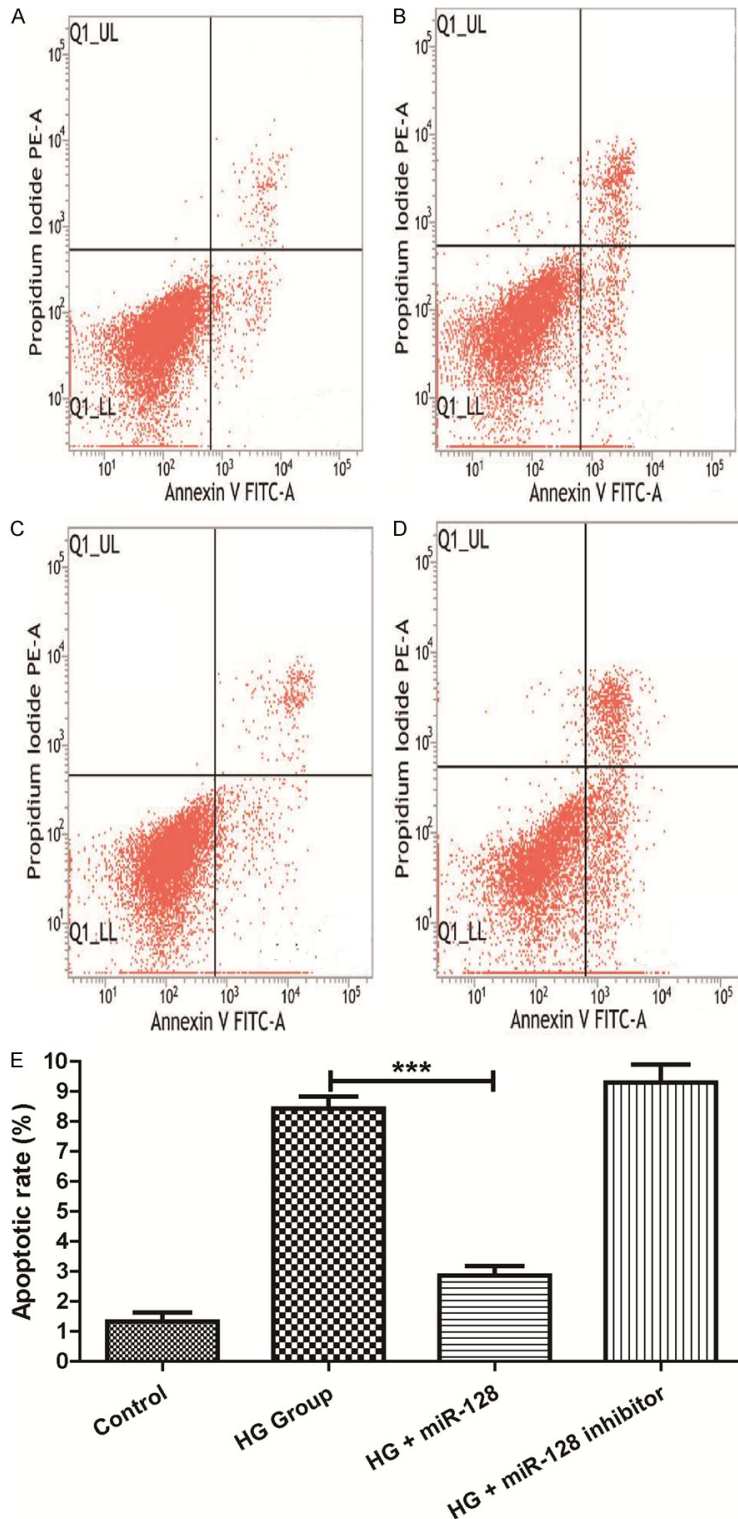 A
Q1_UL
10^5
10^4
10^3
10^2
10^1
Q1_LL
Propidium Iodide PE-A
10^1 10^2 10^3 10^4 10^5
Annexin V FITC-A
B
Q1_UL
10^5
10^4
10^3
10^2
10^1
Q1_LL
Propidium Iodide PE-A
10^1 10^2 10^3 10^4 10^5
Annexin V FITC-A
C
Q1_UL
10^5
10^4
10^3
10^2
10^1
Q1_LL
Propidium Iodide PE-A
10^1 10^2 10^3 10^4 10^5
Annexin V FITC-A
D
Q1_UL
10^5
10^4
10^3
10^2
10^1
Q1_LL
Propidium Iodide PE-A
10^1 10^2 10^3 10^4 10^5
Annexin V FITC-A
E
10
9
8
7
6
5
4
3
2
1
0
Apoptotic rate (%)
***
Control
HG Group
HG + miR-128
HG + miR-128 inhibitor